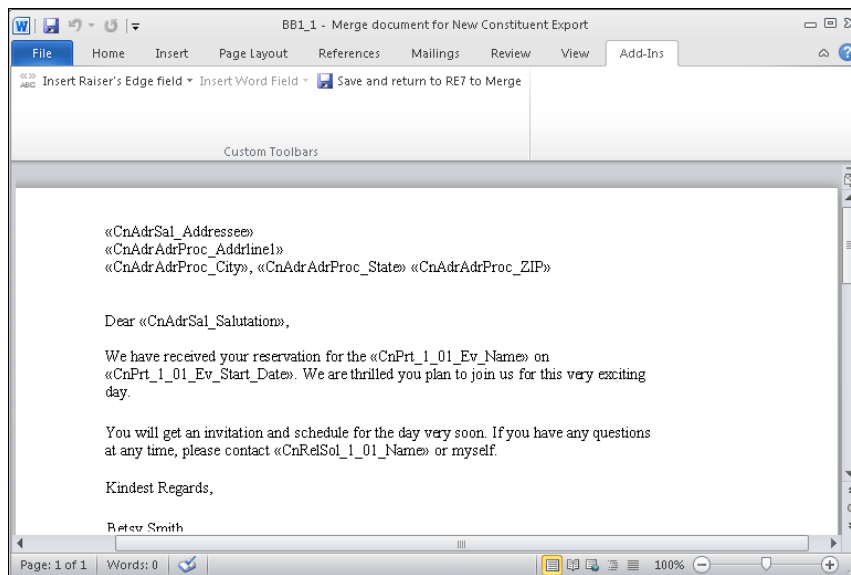 BB1_1 - Merge document for New Constituent Export
File Home Insert Page Layout References Mailings Review View Add-Ins
«» ABC Insert Raiser's Edge field Insert Word Field Save and return to RE7 to Merge
Custom Toolbars
«CnAdrSal_Addressee»
«CnAdrAdrProc_Addrline1»
«CnAdrAdrProc_City», «CnAdrAdrProc_State» «CnAdrAdrProc_ZIP»
Dear «CnAdrSal_Salutation»,
We have received your reservation for the «CnPrt_1_01_Ev_Name» on
«CnPrt_1_01_Ev_Start_Date». We are thrilled you plan to join us for this very exciting
day.
You will get an invitation and schedule for the day very soon. If you have any questions
at any time, please contact «CnRelSol_1_01_Name» or myself.
Kindest Regards,
Betsy Smith
Page: 1 of 1 Words: 0 100%